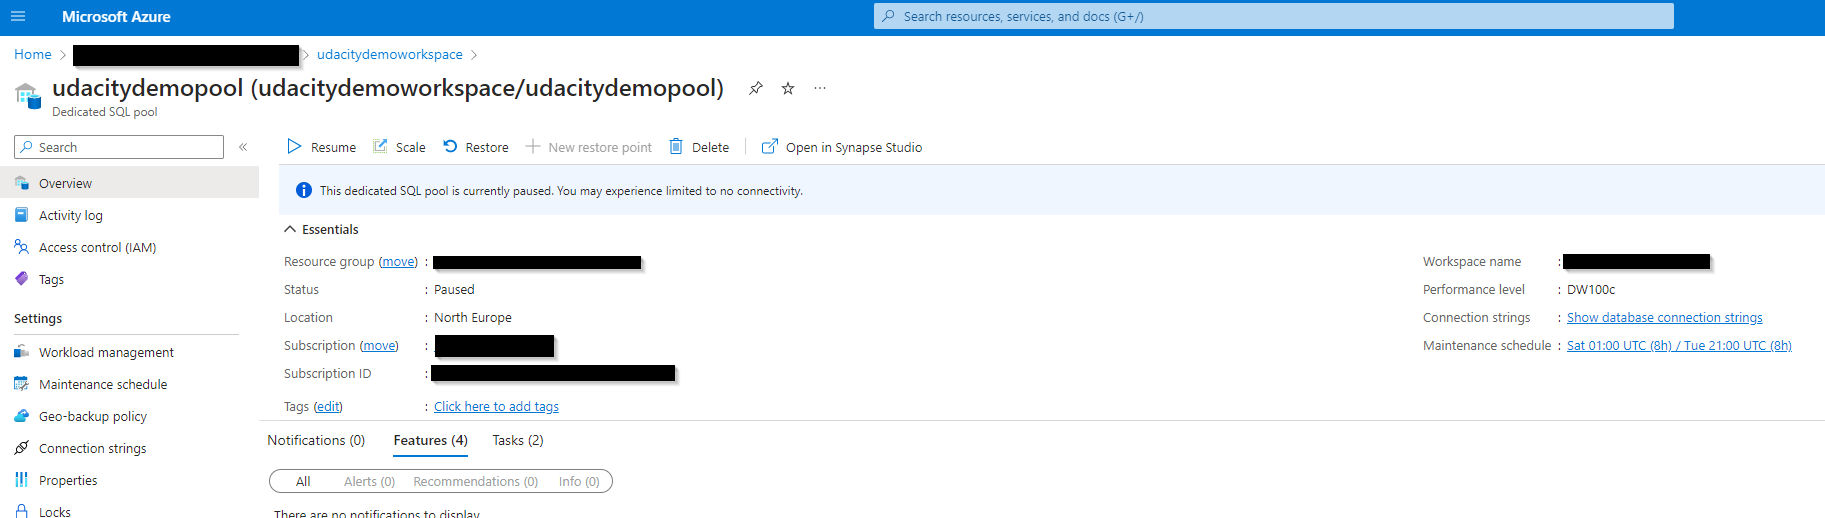 Microsoft Azure
Search resources, services, and docs (G+/)
Home > udacitydemoworkspace >
udacitydemopool (udacitydemoworkspace/udacitydemopool)
Dedicated SQL pool
Search
Resume Scale Restore New restore point Delete Open in Synapse Studio
Overview
Activity log
Access control (IAM)
Tags
Settings
Workload management
Maintenance schedule
Geo-backup policy
Connection strings
Properties
Locks
This dedicated SQL pool is currently paused. You may experience limited to no connectivity.
Essentials
Resource group (move) :
Status : Paused
Location : North Europe
Subscription (move) :
Subscription ID :
Tags (edit) : Click here to add tags
Workspace name :
Performance level : DW100c
Connection strings : Show database connection strings
Maintenance schedule : Sat 01:00 UTC (8h) / Tue 21:00 UTC (8h)
Notifications (0) Features (4) Tasks (2)
All Alerts (0) Recommendations (0) Info (0)
There are no notifications to display